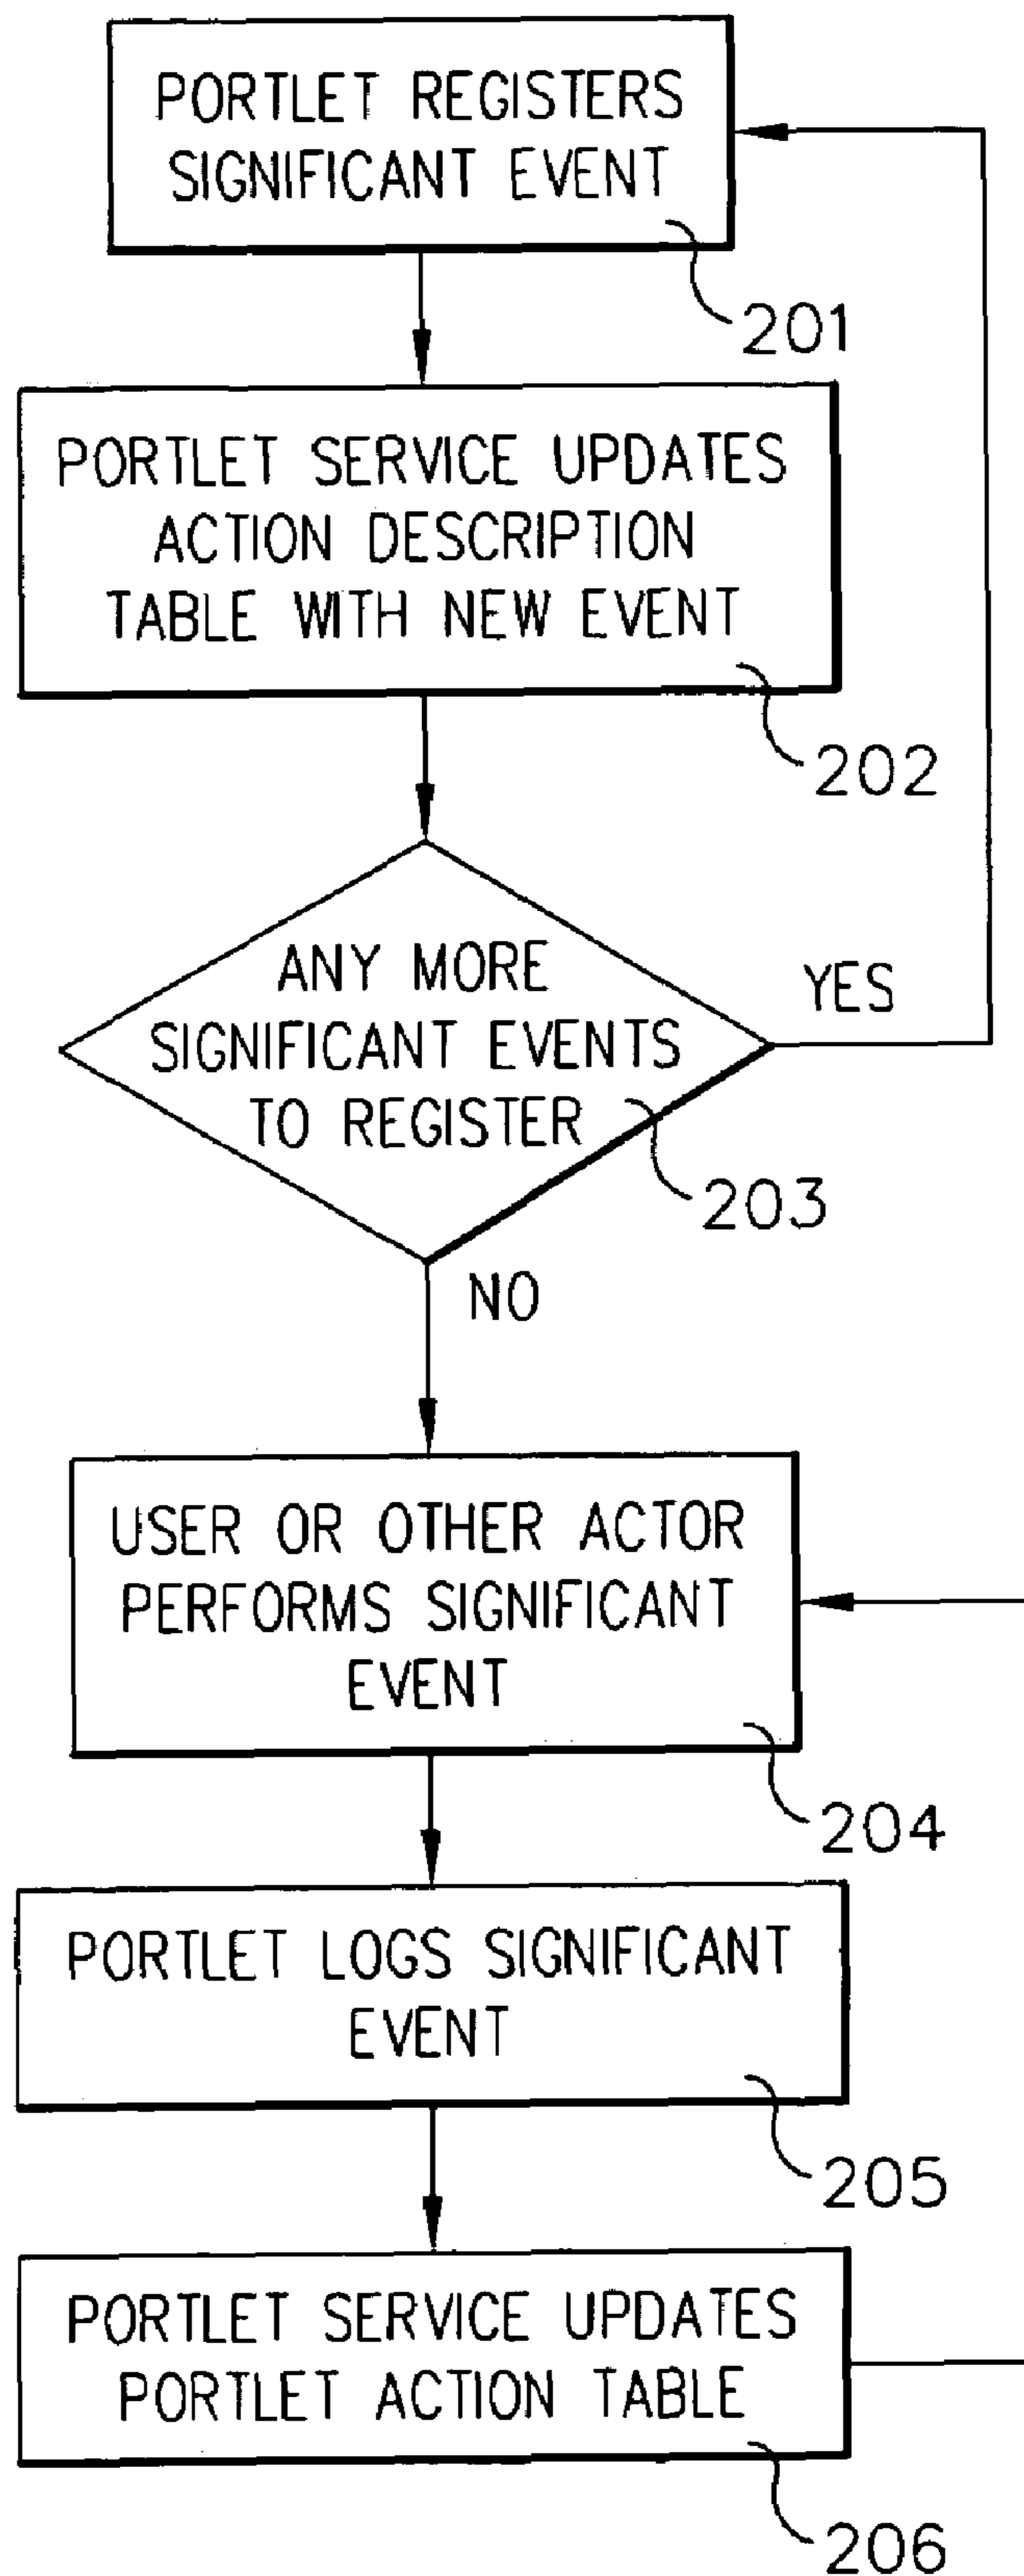 PORTLET REGISTERS
SIGNIFICANT EVENT
201
PORTLET SERVICE UPDATES
ACTION DESCRIPTION
TABLE WITH NEW EVENT
202
ANY MORE
SIGNIFICANT EVENTS
TO REGISTER
YES
203
NO
USER OR OTHER ACTOR
PERFORMS SIGNIFICANT
EVENT
204
PORTLET LOGS SIGNIFICANT
EVENT
205
PORTLET SERVICE UPDATES
PORTLET ACTION TABLE
206